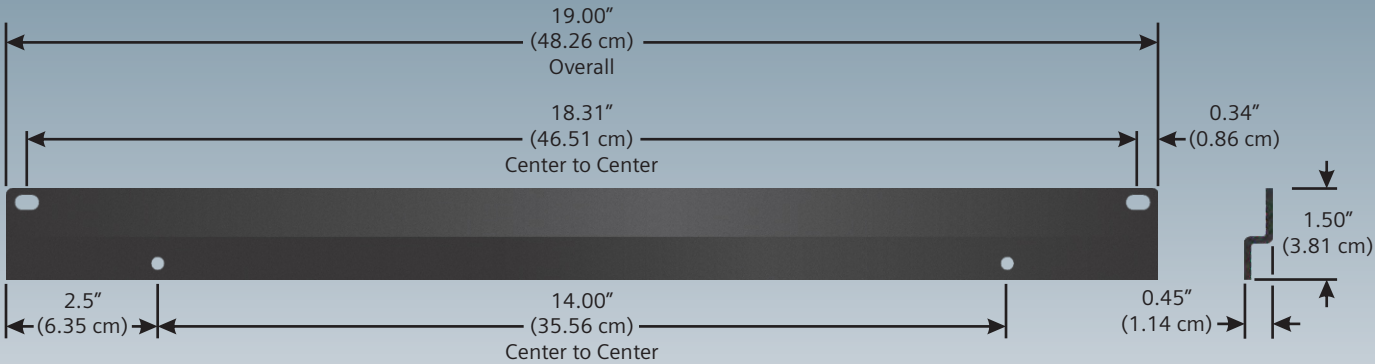 19.00″
(48.26 cm)
Overall
18.31″
(46.51 cm)
Center to Center
0.34″
(0.86 cm)
1.50″
(3.81 cm)
2.5″
(6.35 cm)
14.00″
(35.56 cm)
Center to Center
0.45″
(1.14 cm)